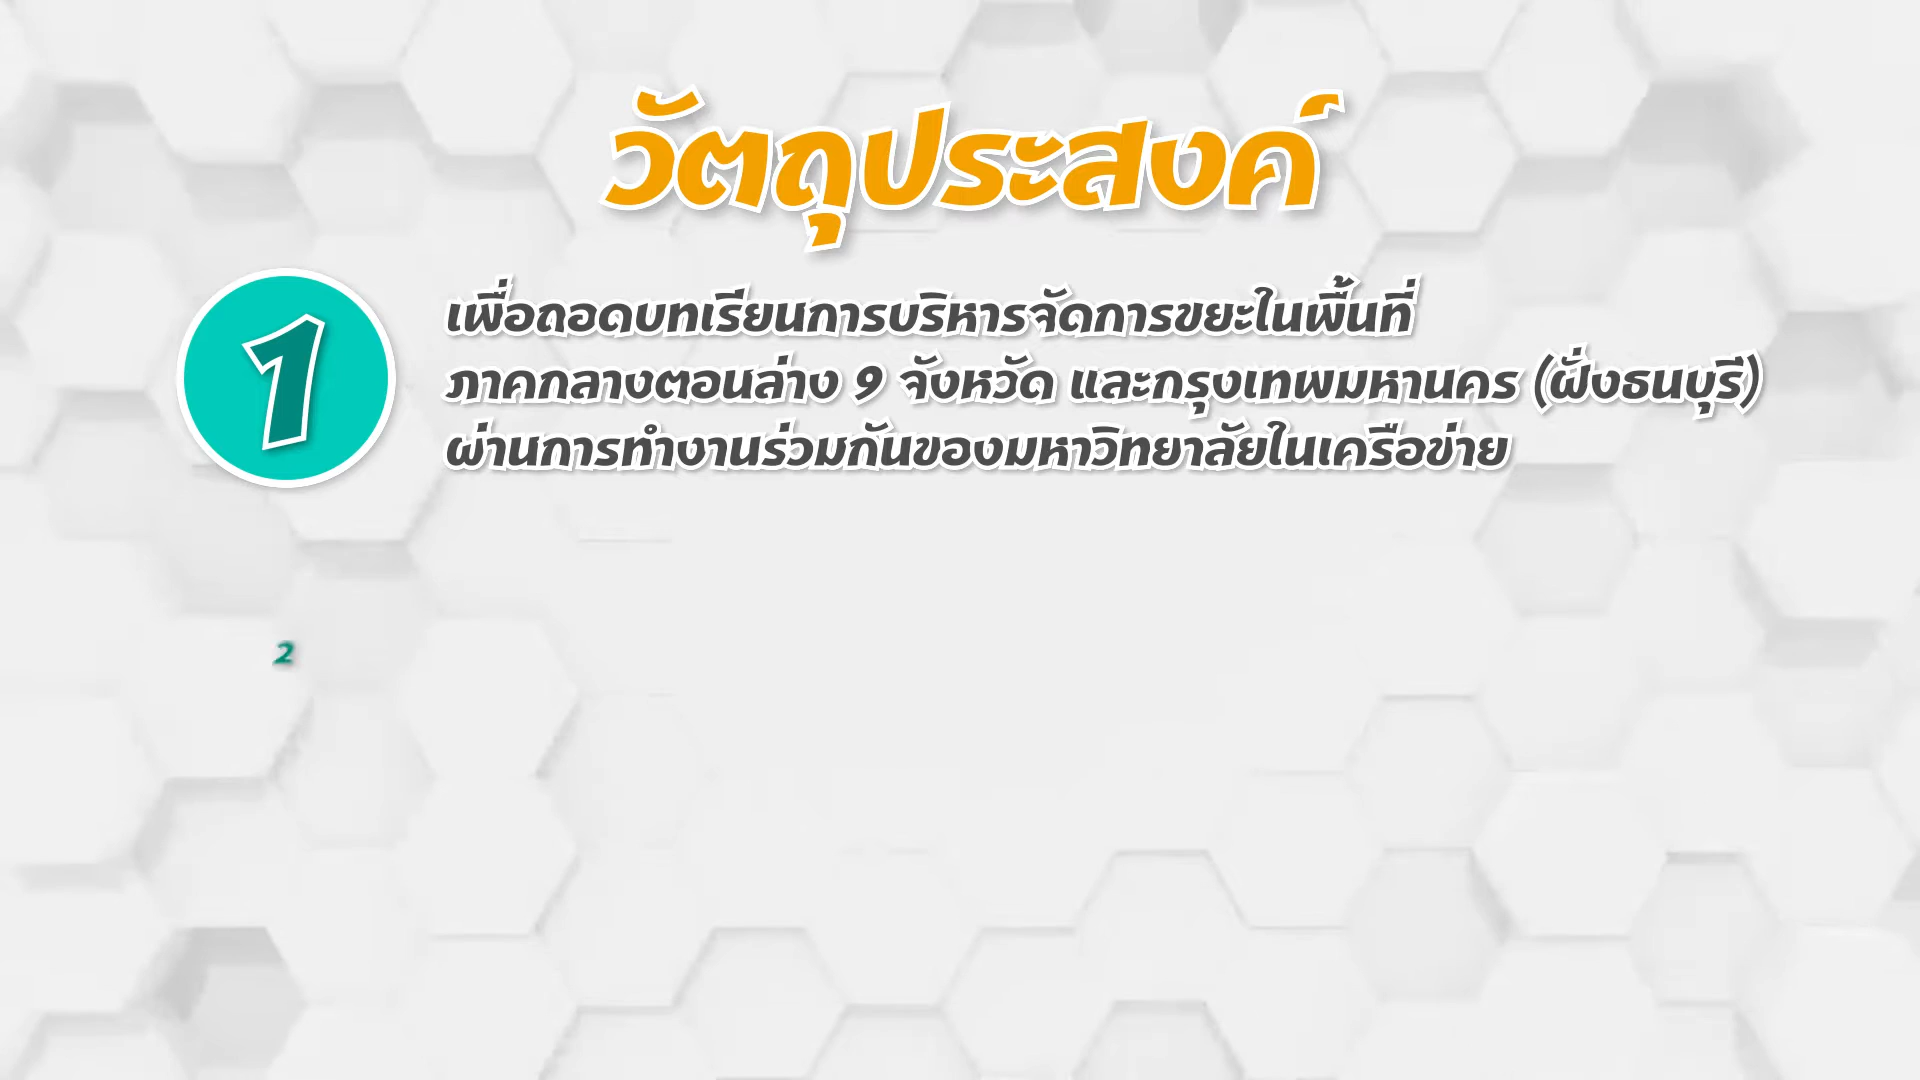 วัตถุประสงค์
1
เพื่อถอดบทเรียนการบริหารจัดการขยะในพื้นที่
ภาคกลางตอนล่าง 9 จังหวัด และกรุงเทพมหานคร (ฝั่งธนบุรี)
ผ่านการทำงานร่วมกันของมหาวิทยาลัยในเครือข่าย
2